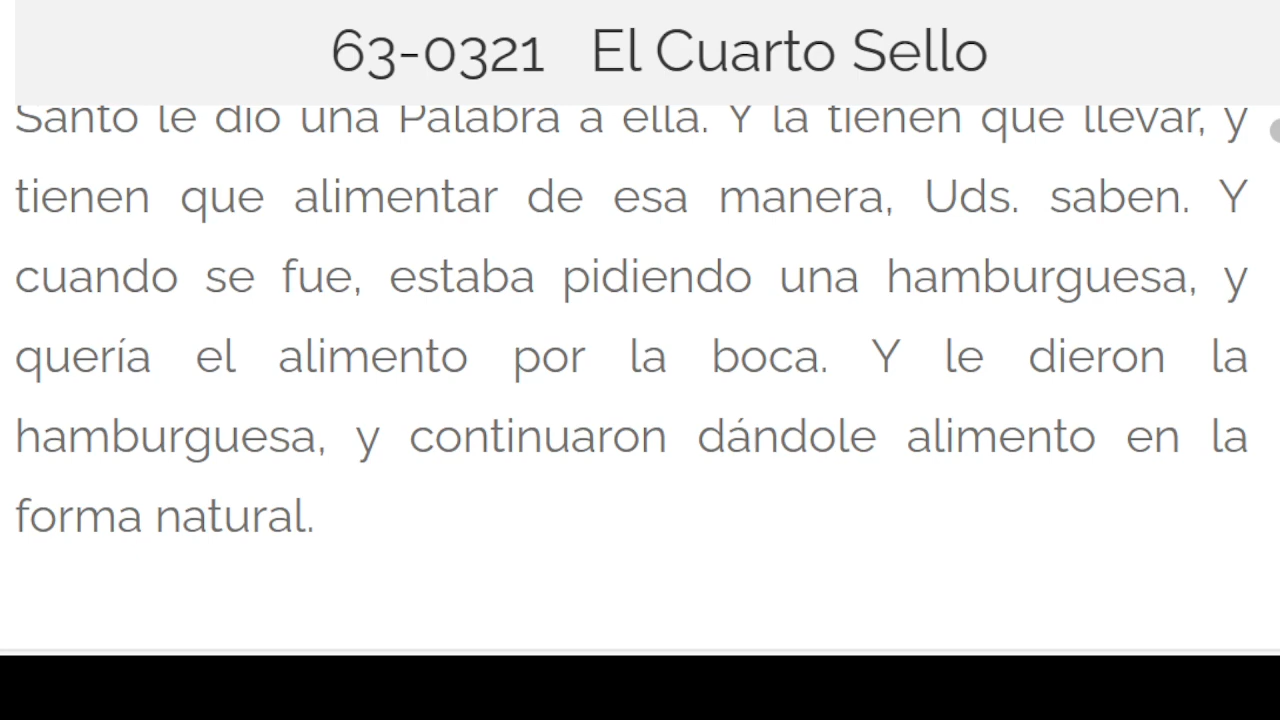 63-0321 El Cuarto Sello
Santo le dio una Palabra a ella. Y la tienen que llevar, y
tienen que alimentar de esa manera, Uds. saben. Y
cuando se fue, estaba pidiendo una hamburguesa, y
quería el alimento por la boca. Y le dieron la
hamburguesa, y continuaron dándole alimento en la
forma natural.